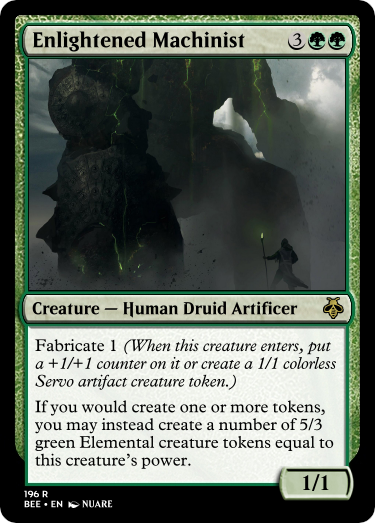 Enlightened Machinist 3
Creature — Human Druid Artificer
Fabricate 1 (When this creature enters, put
a +1/+1 counter on it or create a 1/1 colorless
Servo artifact creature token.)
If you would create one or more tokens,
you may instead create a number of 5/3
green Elemental creature tokens equal to
this creature's power.
1/1
196 R
BEE • EN NUARE